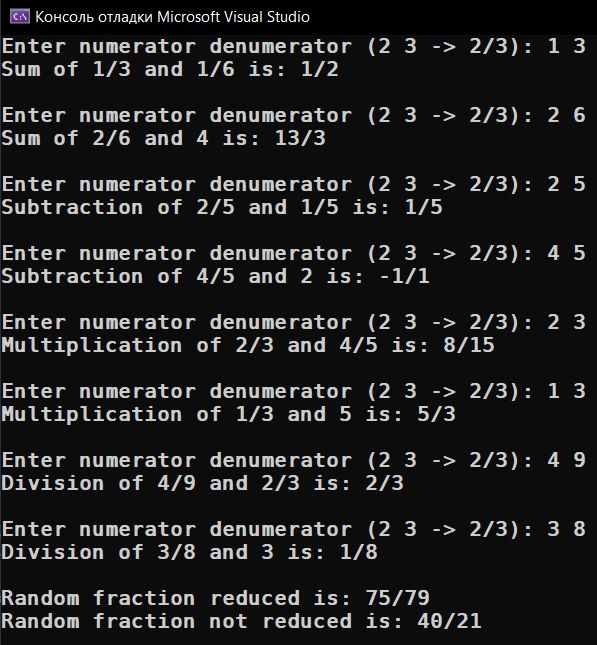 Консоль отладки Microsoft Visual Studio
Enter numerator denumerator (2 3 -> 2/3): 1 3
Sum of 1/3 and 1/6 is: 1/2
Enter numerator denumerator (2 3 -> 2/3): 2 6
Sum of 2/6 and 4 is: 13/3
Enter numerator denumerator (2 3 -> 2/3): 2 5
Subtraction of 2/5 and 1/5 is: 1/5
Enter numerator denumerator (2 3 -> 2/3): 4 5
Subtraction of 4/5 and 2 is: -1/1
Enter numerator denumerator (2 3 -> 2/3): 2 3
Multiplication of 2/3 and 4/5 is: 8/15
Enter numerator denumerator (2 3 -> 2/3): 1 3
Multiplication of 1/3 and 5 is: 5/3
Enter numerator denumerator (2 3 -> 2/3): 4 9
Division of 4/9 and 2/3 is: 2/3
Enter numerator denumerator (2 3 -> 2/3): 3 8
Division of 3/8 and 3 is: 1/8
Random fraction reduced is: 75/79
Random fraction not reduced is: 40/21